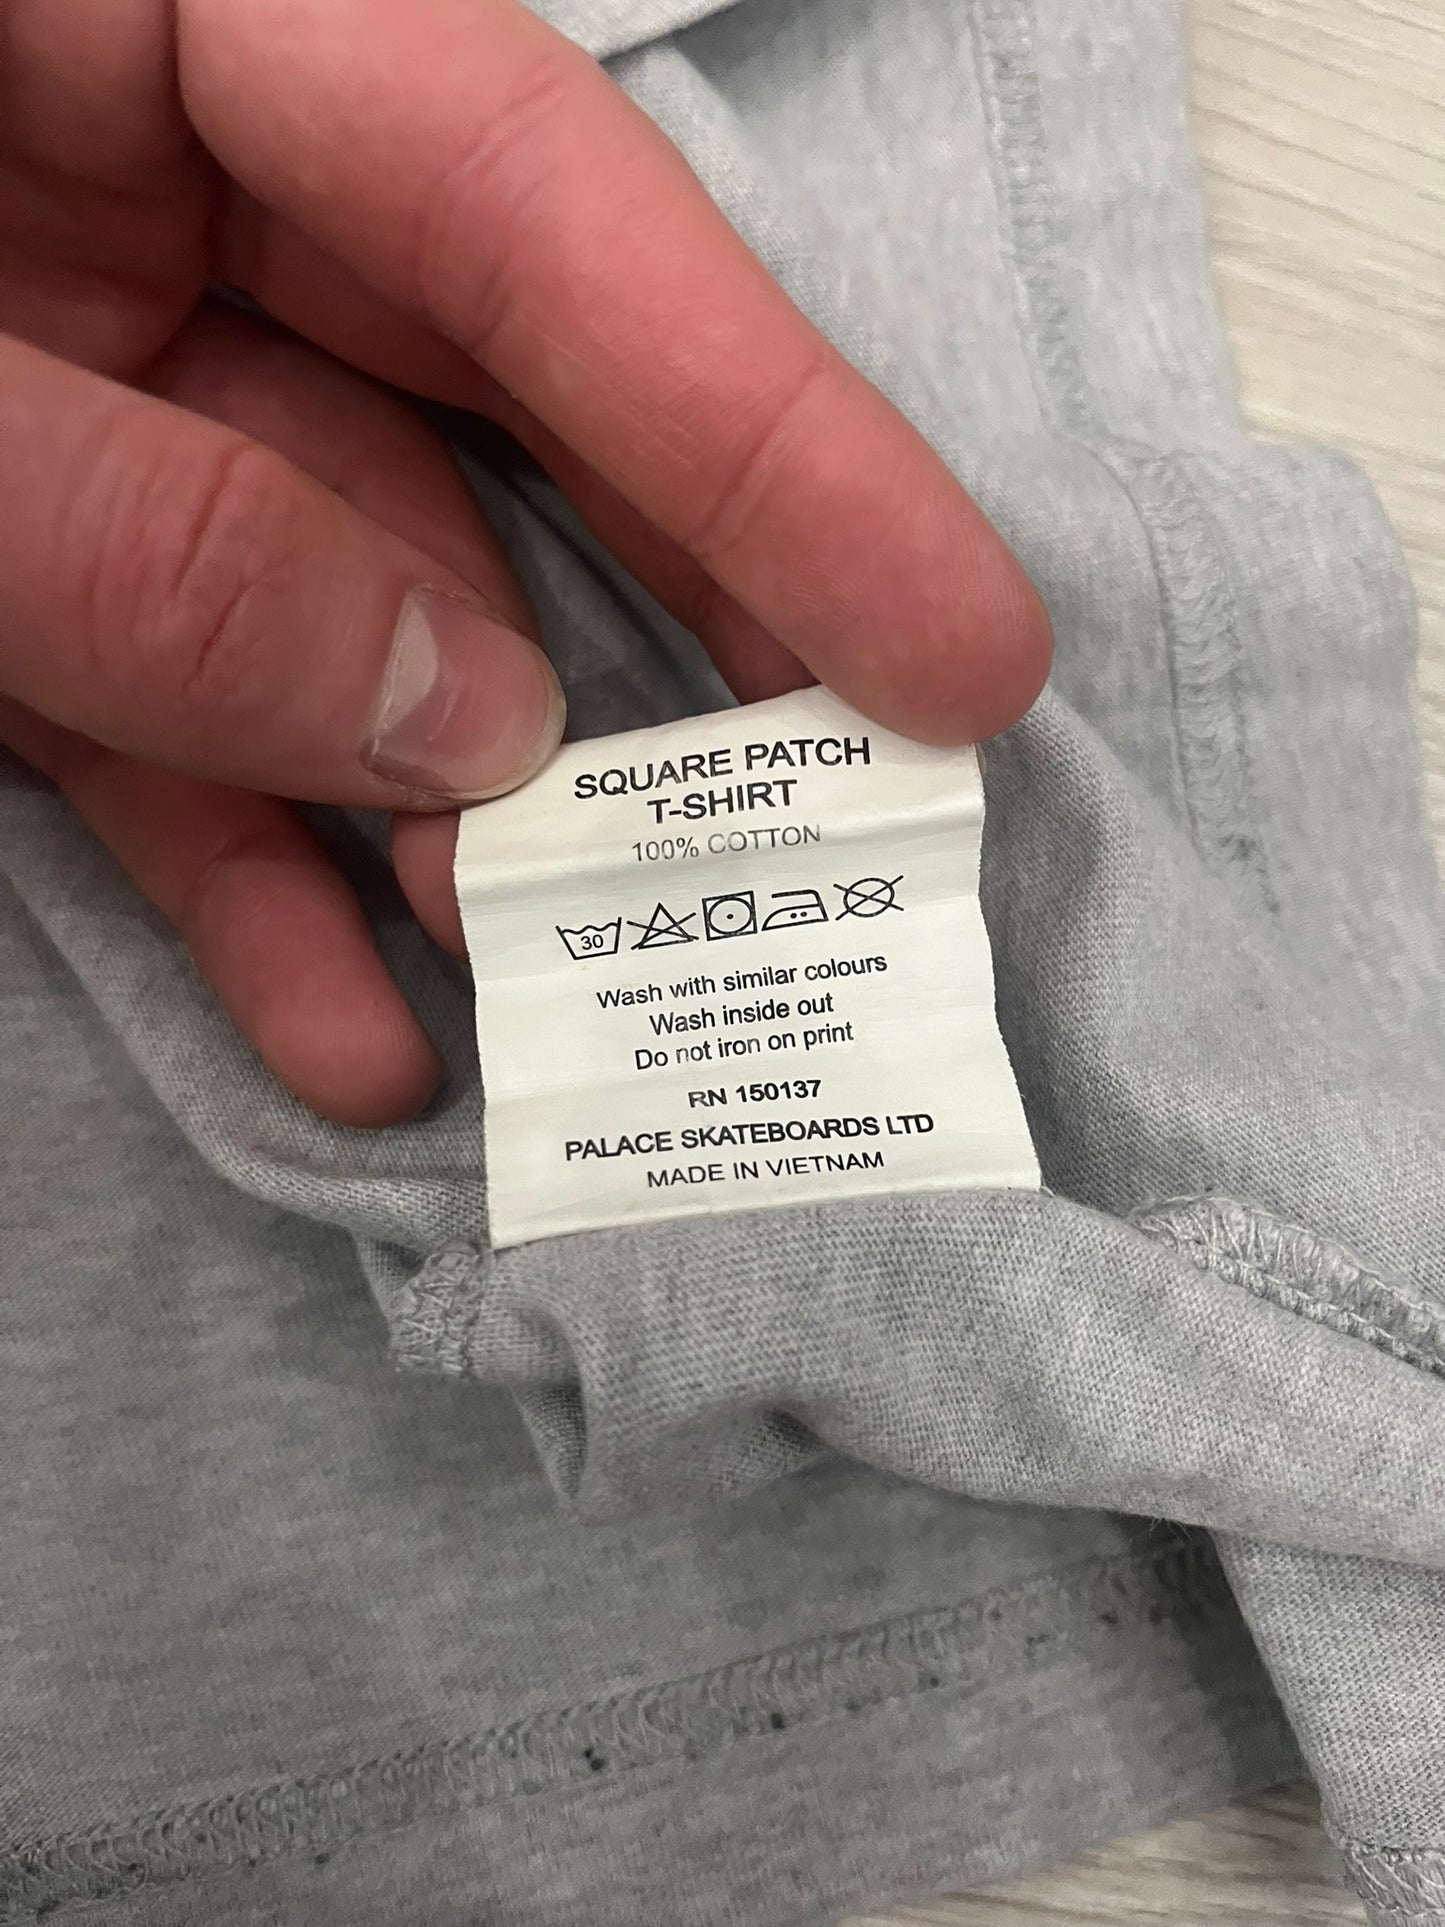 SQUARE PATCH
T-SHIRT
100% COTTON
30
Wash with similar colours
Wash inside out
Do not iron on print
RN 150137
PALACE SKATEBOARDS LTD
MADE IN VIETNAM